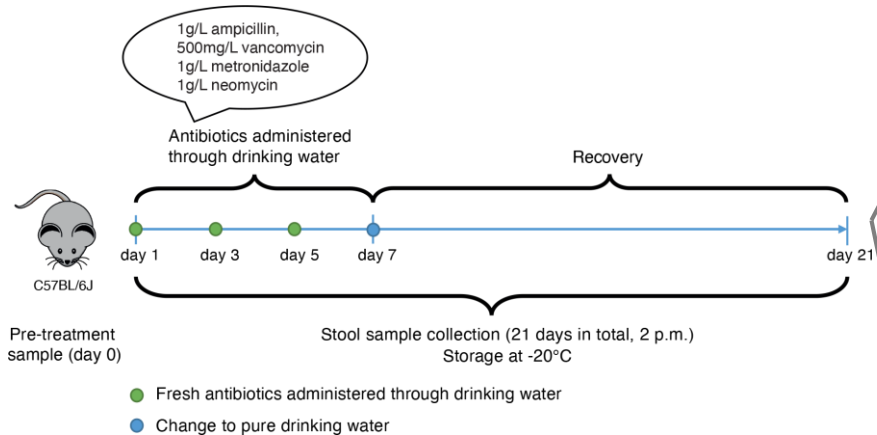 1g/L ampicillin,
500mg/L vancomycin
1g/L metronidazole
1g/L neomycin
Antibiotics administered
through drinking water
Recovery
day 1
day 3
day 5
day 7
day 21
C57BL/6J
Pre-treatment
sample (day 0)
Stool sample collection (21 days in total, 2 p.m.)
Storage at -20°C
Fresh antibiotics administered through drinking water
Change to pure drinking water